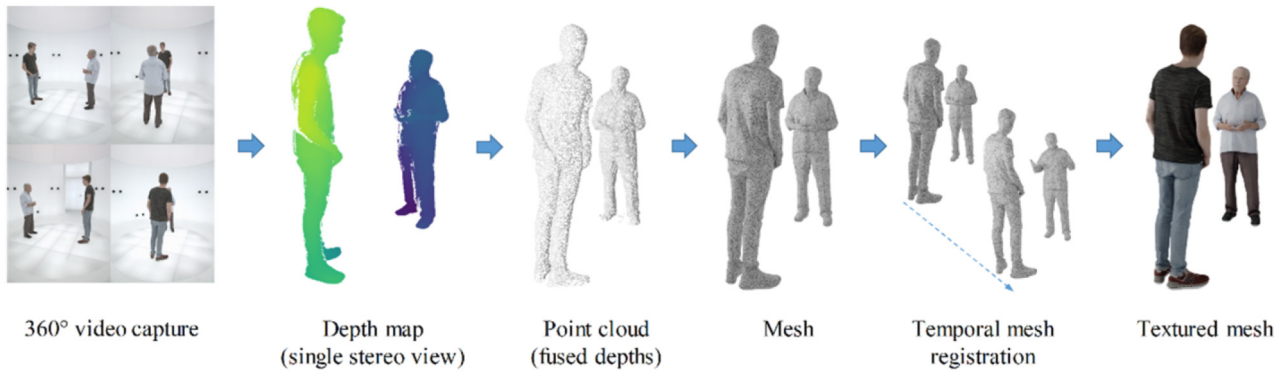 360° video capture
Depth map
(single stereo view)
Point cloud
(fused depths)
Mesh
Temporal mesh
registration
Textured mesh